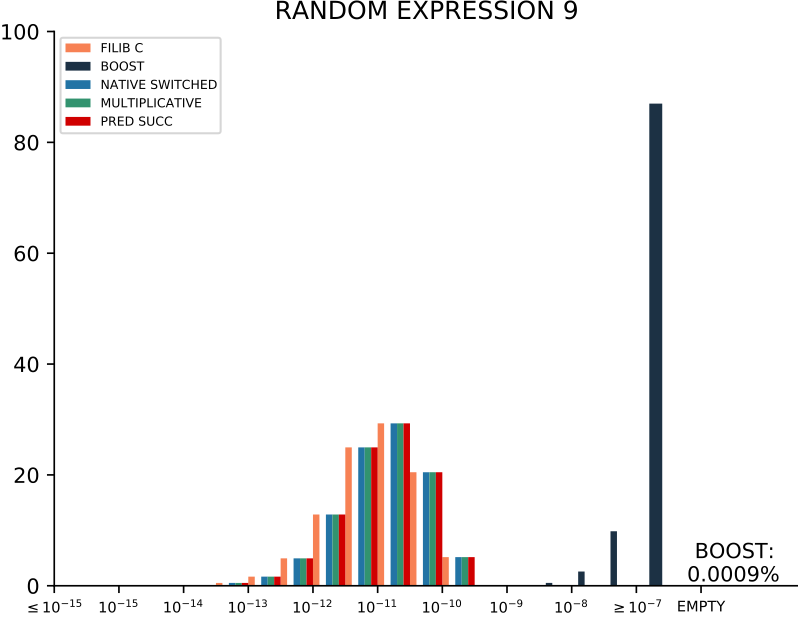 RANDOM EXPRESSION 9
100
80
60
40
20
0
FILIB C
BOOST
NATIVE SWITCHED
MULTIPLICATIVE
PRED SUCC
BOOST:
0.0009%
≤ 10⁻¹⁵ 10⁻¹⁵ 10⁻¹⁴ 10⁻¹³ 10⁻¹² 10⁻¹¹ 10⁻¹⁰ 10⁻⁹ 10⁻⁸ ≥ 10⁻⁷ EMPTY